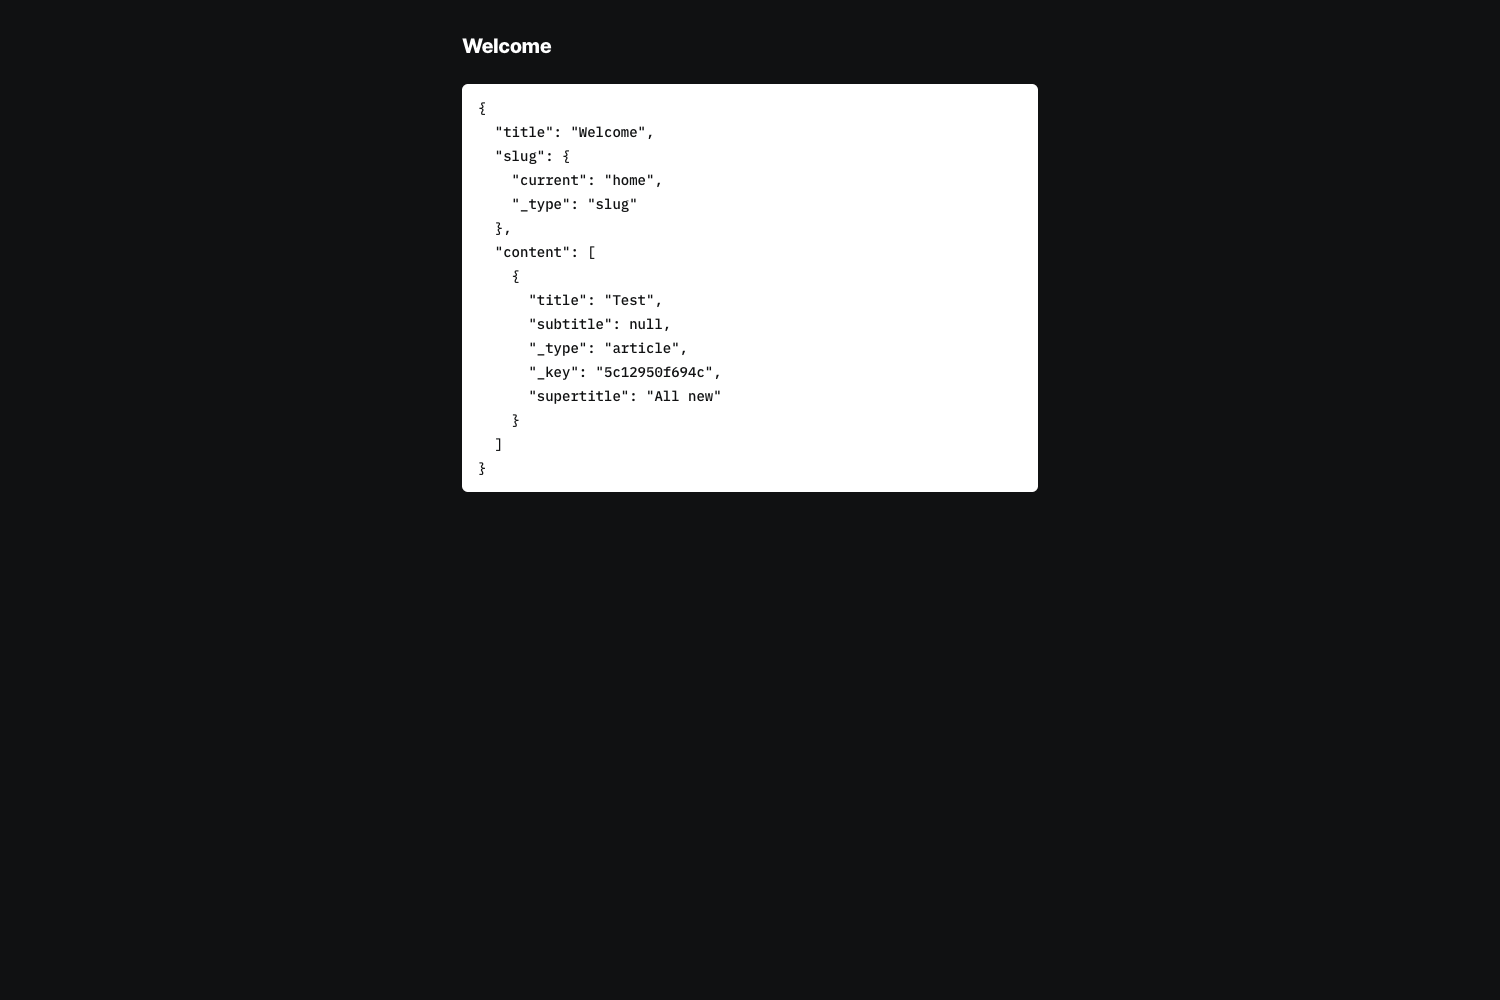 Welcome
{
  "title": "Welcome",
  "slug": {
    "current": "home",
    "_type": "slug"
  },
  "content": [
    {
      "title": "Test",
      "subtitle": null,
      "_type": "article",
      "_key": "5c12950f694c",
      "supertitle": "All new"
    }
  ]
}